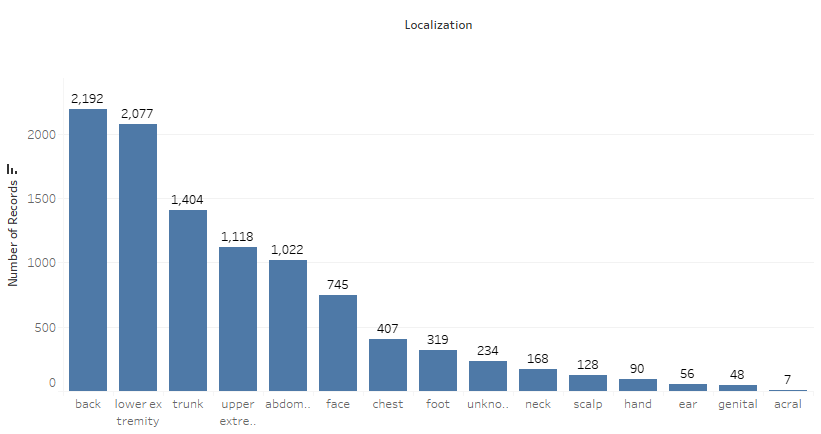 Localization
Number of Records
2000
1500
1000
500
0
2,192
2,077
1,404
1,118
1,022
745
407
319
234
168
128
90
56
48
7
back
lower ex
tremity
trunk
upper
extre..
abdom..
face
chest
foot
unkno..
neck
scalp
hand
ear
genital
acral